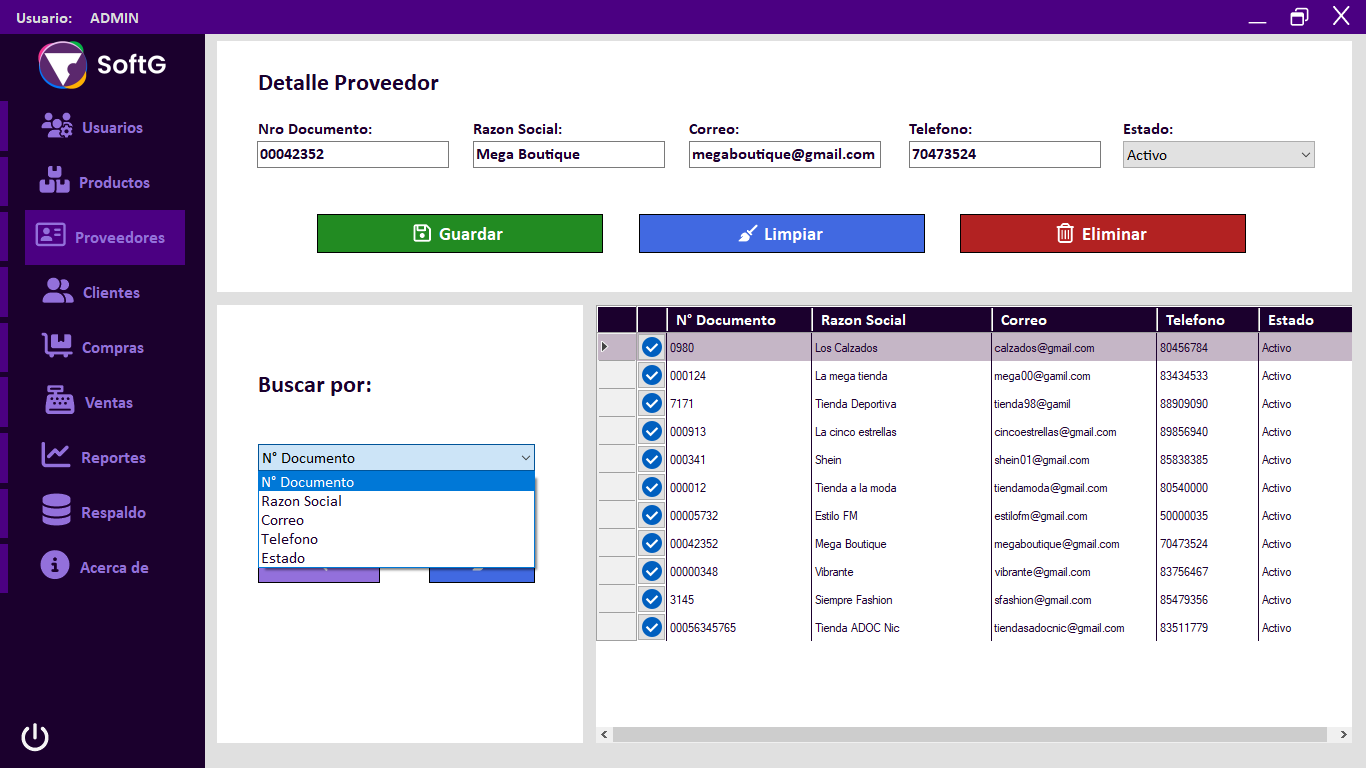 Usuario: ADMIN
SoftG
Usuarios
Productos
Proveedores
Clientes
Compras
Ventas
Reportes
Respaldo
Acerca de
Detalle Proveedor
Nro Documento: Razon Social: Correo: Telefono: Estado:
00042352 Mega Boutique megaboutique@gmail.com 70473524 Activo
Guardar Limpiar Eliminar
Buscar por:
N° Documento
N° Documento
Razon Social
Correo
Telefono
Estado
N° Documento Razon Social Correo Telefono Estado
0980 Los Calzados calzados@gmail.com 80456784 Activo
000124 La mega tienda mega00@gamil.com 83434533 Activo
7171 Tienda Deportiva tienda98@gamil 88909090 Activo
000913 La cinco estrellas cincoestrellas@gmail.com 89856940 Activo
000341 Shein shein01@gmail.com 85838385 Activo
000012 Tienda a la moda tiendamoda@gmail.com 80540000 Activo
00005732 Estilo FM estilofm@gmail.com 50000035 Activo
00042352 Mega Boutique megaboutique@gmail.com 70473524 Activo
00000348 Vibrante vibrante@gmail.com 83756467 Activo
3145 Siempre Fashion sfashion@gmail.com 85479356 Activo
00056345765 Tienda ADOC Nic tiendasadocnic@gmail.com 83511779 Activo